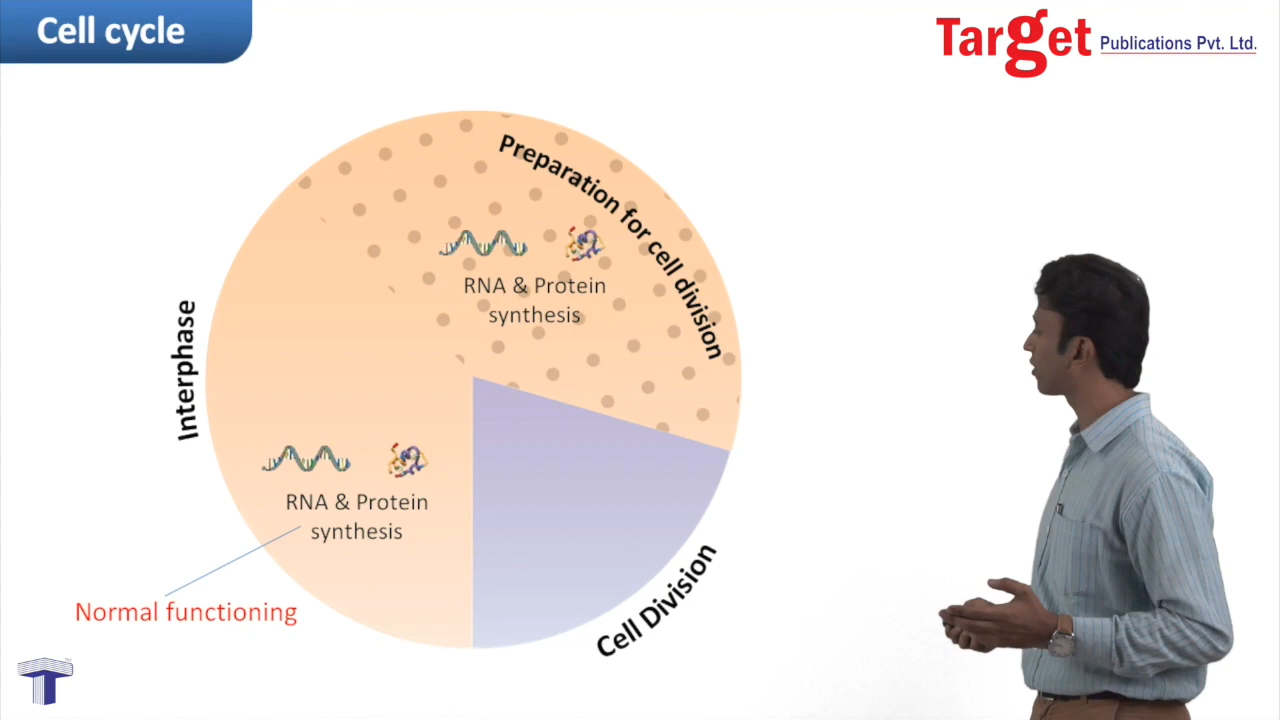 Cell cycle
Target Publications Pvt. Ltd.
Preparation for cell division
RNA & Protein
synthesis
Interphase
RNA & Protein
synthesis
Normal functioning
Cell Division
TM